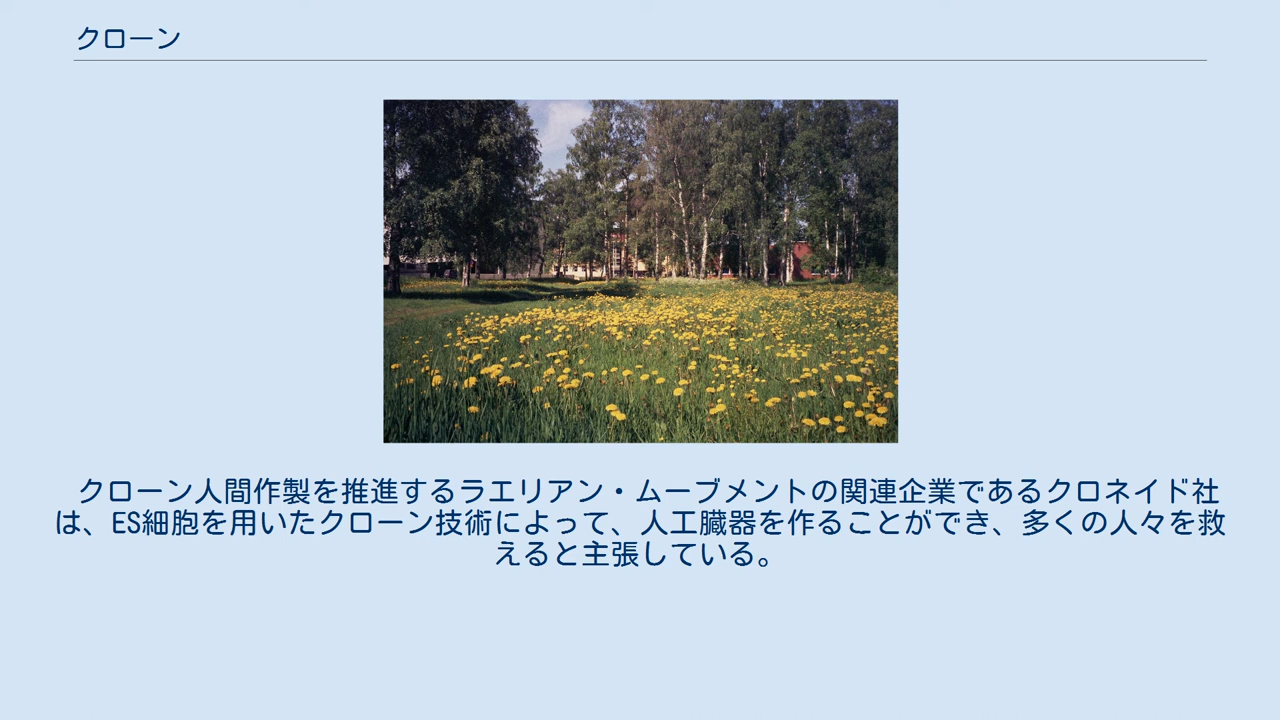 クローン
クローン人間作製を推進するラエリアン・ムーブメントの関連企業であるクロネイド社
は、ES細胞を用いたクローン技術によって、人工臓器を作ることができ、多くの人々を救
えると主張している。